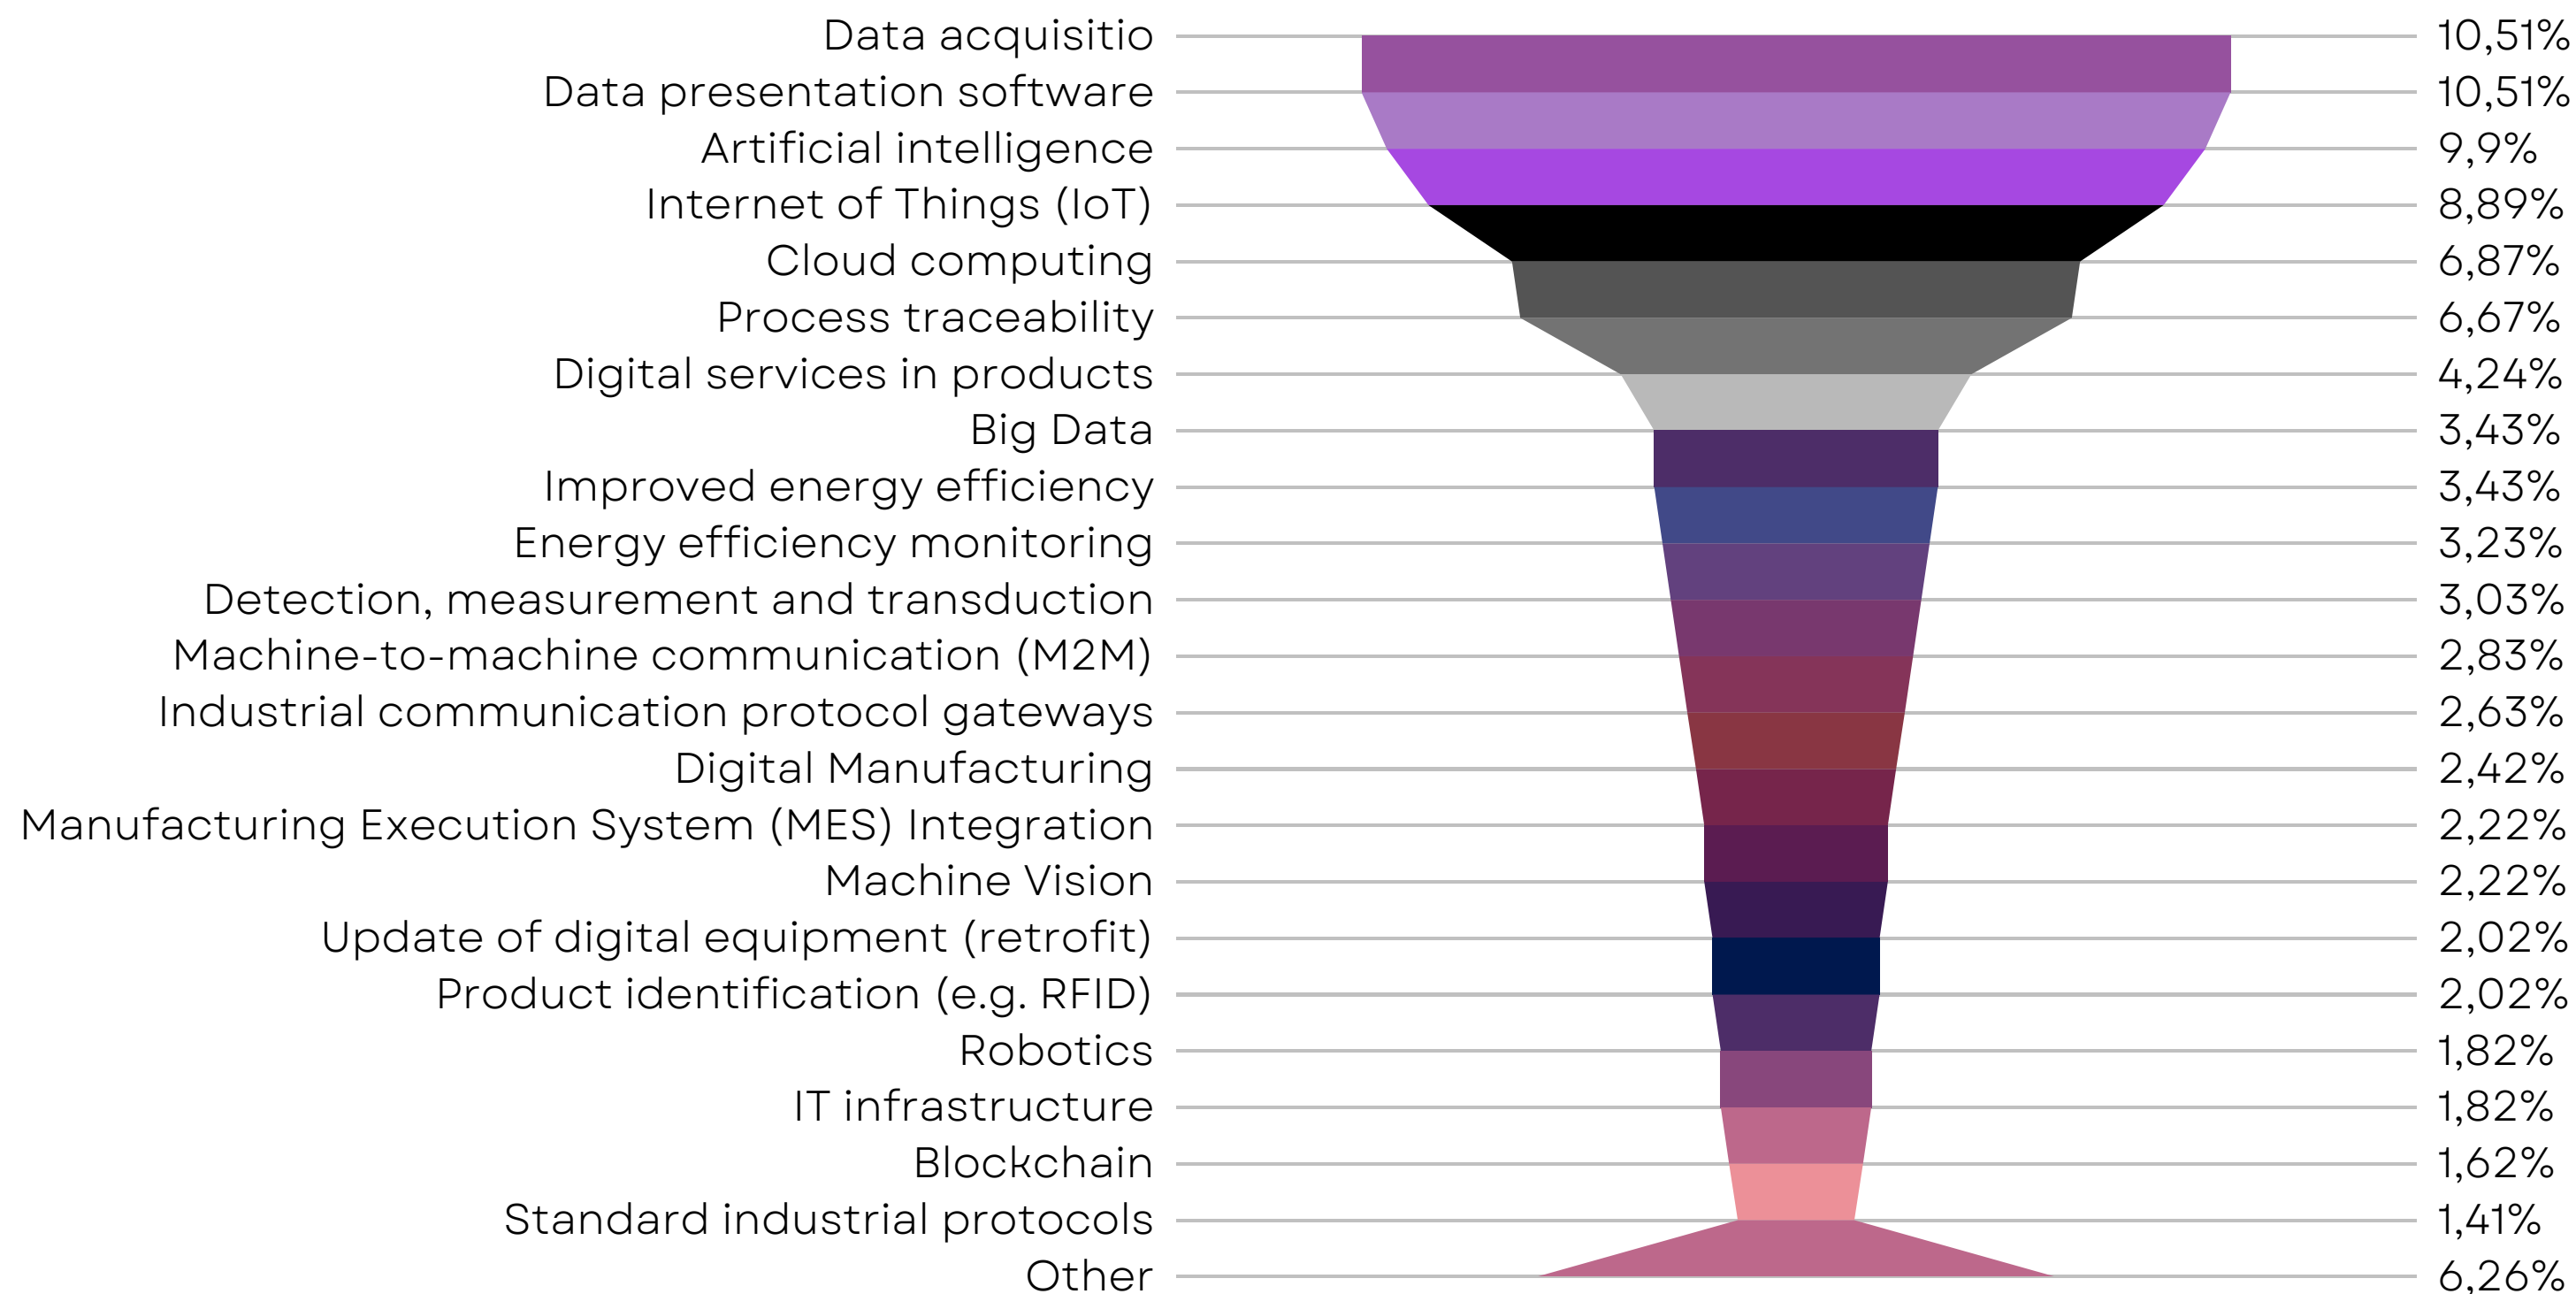 Data acquisitio 10,51%
Data presentation software 10,51%
Artificial intelligence 9,9%
Internet of Things (IoT) 8,89%
Cloud computing 6,87%
Process traceability 6,67%
Digital services in products 4,24%
Big Data 3,43%
Improved energy efficiency 3,43%
Energy efficiency monitoring 3,23%
Detection, measurement and transduction 3,03%
Machine-to-machine communication (M2M) 2,83%
Industrial communication protocol gateways 2,63%
Digital Manufacturing 2,42%
Manufacturing Execution System (MES) Integration 2,22%
Machine Vision 2,22%
Update of digital equipment (retrofit) 2,02%
Product identification (e.g. RFID) 2,02%
Robotics 1,82%
IT infrastructure 1,82%
Blockchain 1,62%
Standard industrial protocols 1,41%
Other 6,26%